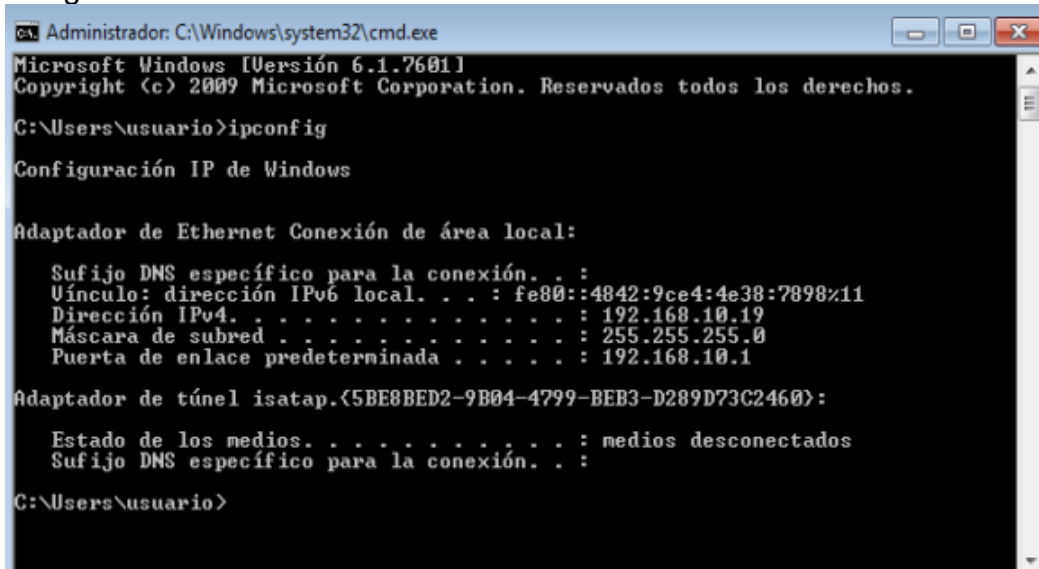 Administrador: C:\Windows\system32\cmd.exe
Microsoft Windows [Versión 6.1.7601]
Copyright (c) 2009 Microsoft Corporation. Reservados todos los derechos.
C:\Users\usuario>ipconfig
Configuración IP de Windows
Adaptador de Ethernet Conexión de área local:
Sufijo DNS específico para la conexión. . :
Vínculo: dirección IPv6 local. . . : fe80::4842:9ce4:4e38:7898%11
Dirección IPv4. . . . . . . . . . . . . . : 192.168.10.19
Máscara de subred . . . . . . . . . . . . : 255.255.255.0
Puerta de enlace predeterminada . . . . . : 192.168.10.1
Adaptador de túnel isatap.{5BE8BED2-9B04-4799-BEB3-D289D73C2460}:
Estado de los medios. . . . . . . . . . . : medios desconectados
Sufijo DNS específico para la conexión. . :
C:\Users\usuario>